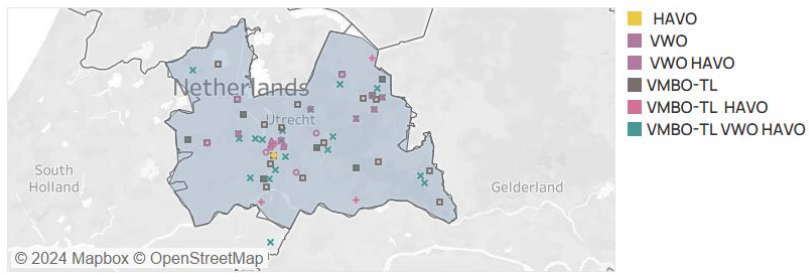 HAVO
VWO
VWO HAVO
VMBO-TL
VMBO-TL HAVO
VMBO-TL VWO HAVO
Netherlands
Utrecht
South
Holland
Gelderland
© 2024 Mapbox © OpenStreetMap